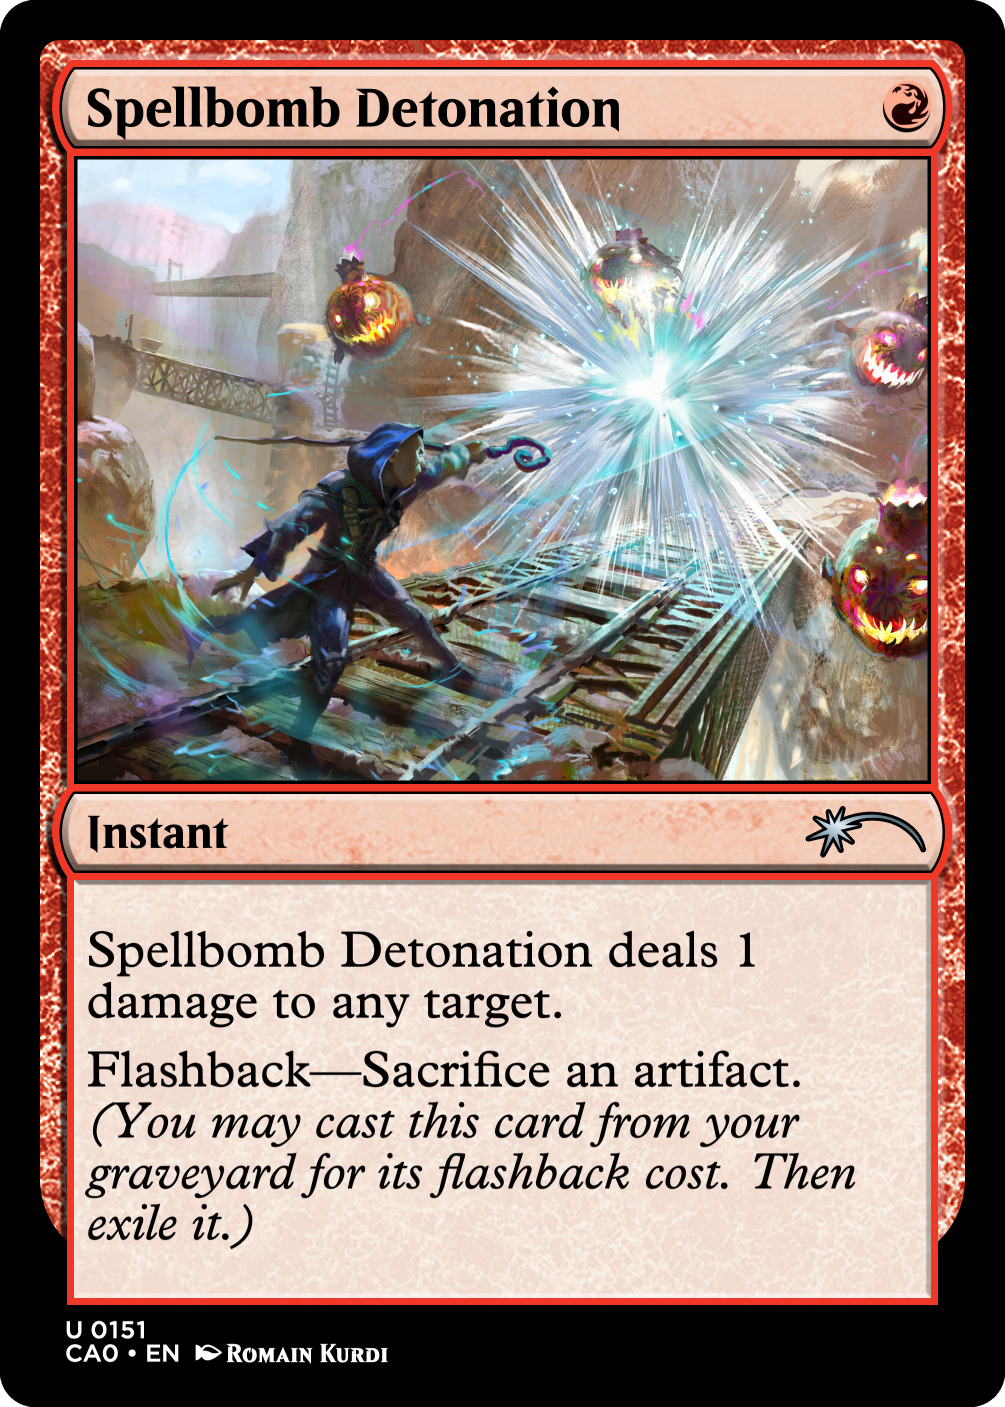 Spellbomb Detonation
Instant
Spellbomb Detonation deals 1
damage to any target.
Flashback—Sacrifice an artifact.
(You may cast this card from your
graveyard for its flashback cost. Then
exile it.)
U 0151
CAO • EN ROMAIN KURDI